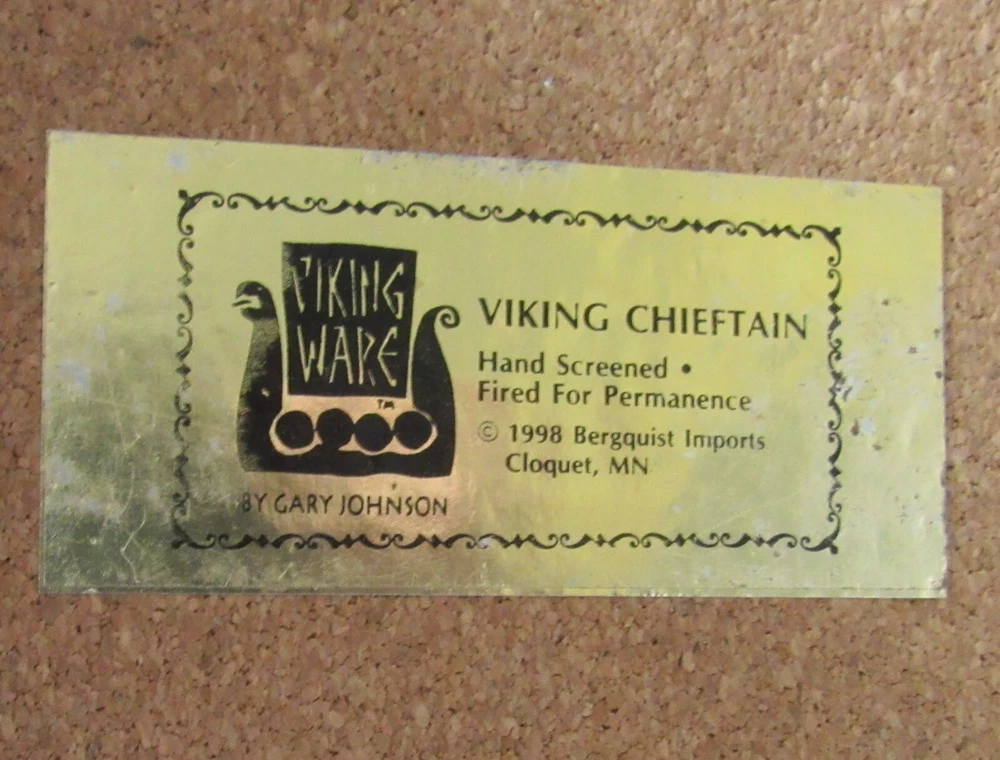 VIKING
WARE
™
BY GARY JOHNSON
VIKING CHIEFTAIN
Hand Screened •
Fired For Permanence
© 1998 Bergquist Imports
Cloquet, MN